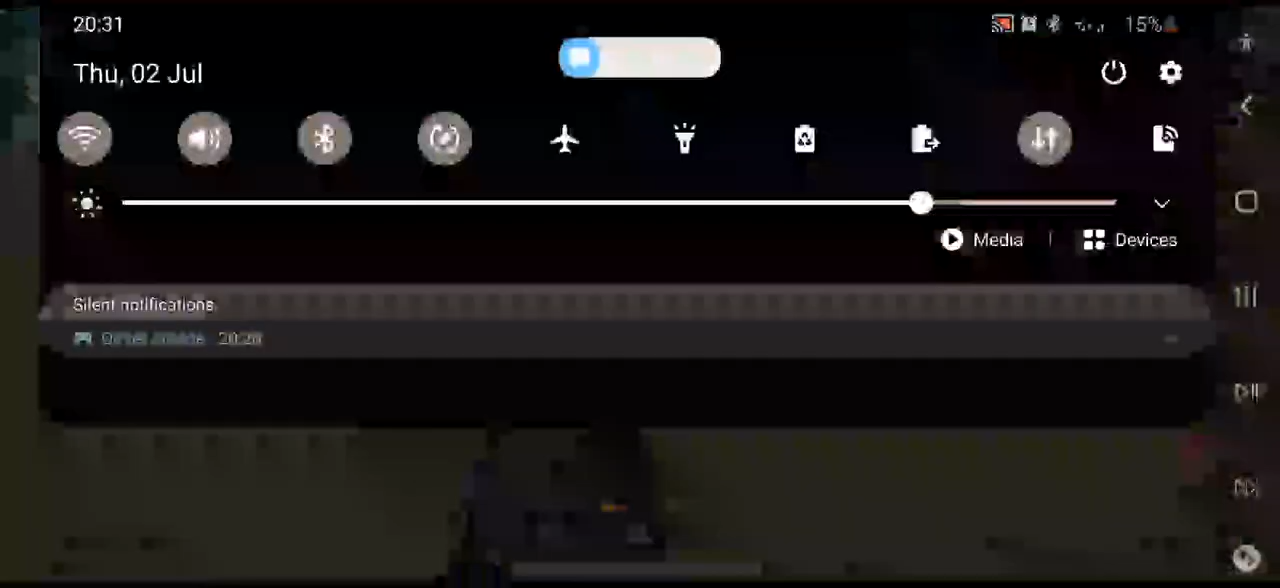 20:31
15%
Thu, 02 Jul
Media | Devices
Silent notifications